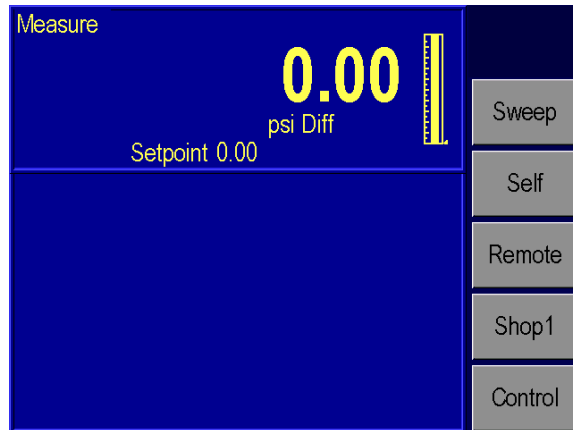 Measure
0.00
psi Diff
Setpoint 0.00
Sweep
Self
Remote
Shop1
Control